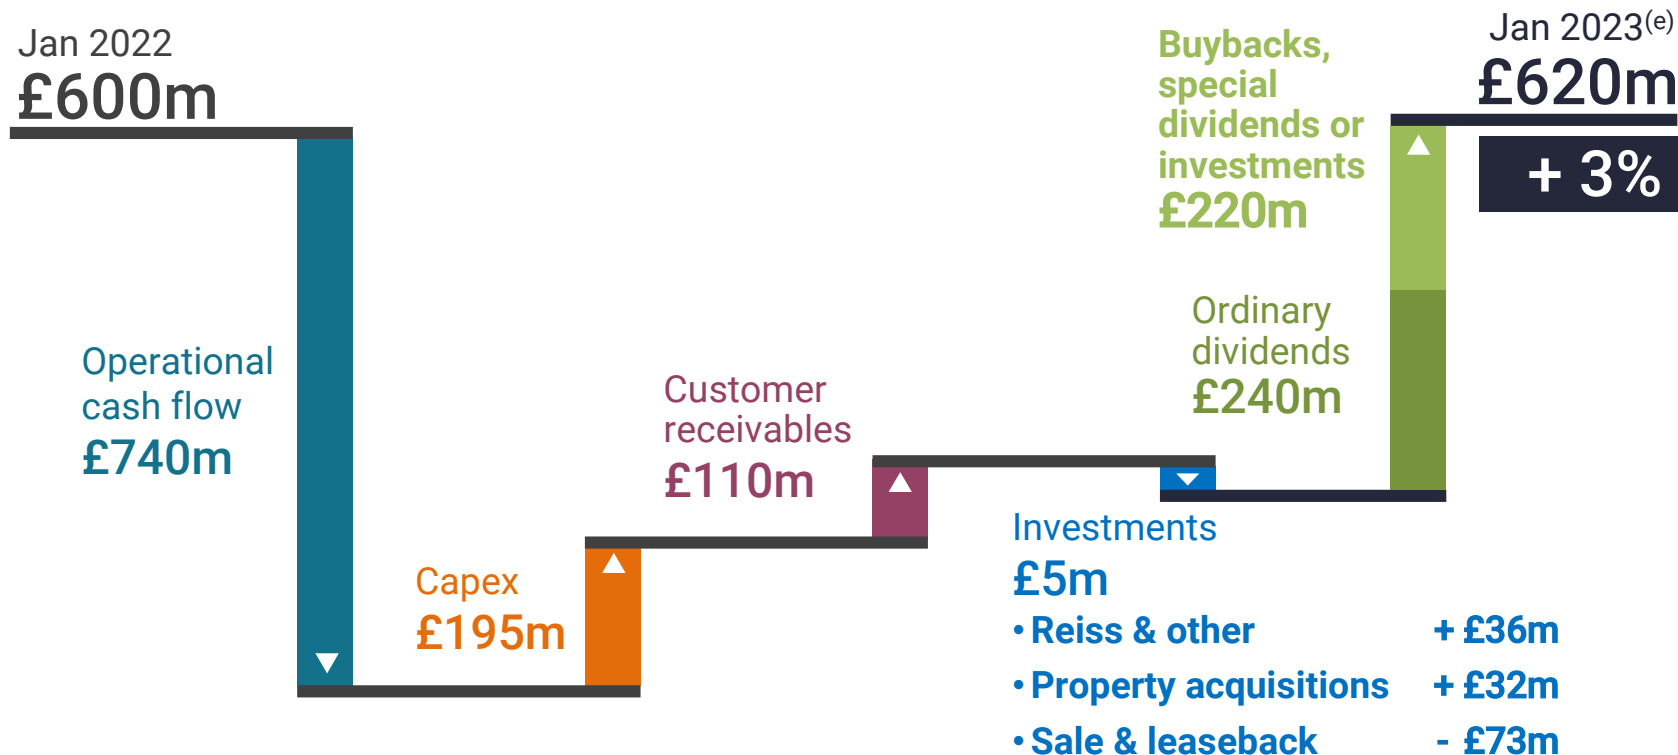 Jan 2022
£600m
Operational
cash flow
£740m
Capex
£195m
Customer
receivables
£110m
Investments
£5m
• Reiss & other + £36m
• Property acquisitions + £32m
• Sale & leaseback - £73m
Ordinary
dividends
£240m
Buybacks,
special
dividends or
investments
£220m
Jan 2023(e)
£620m
+ 3%